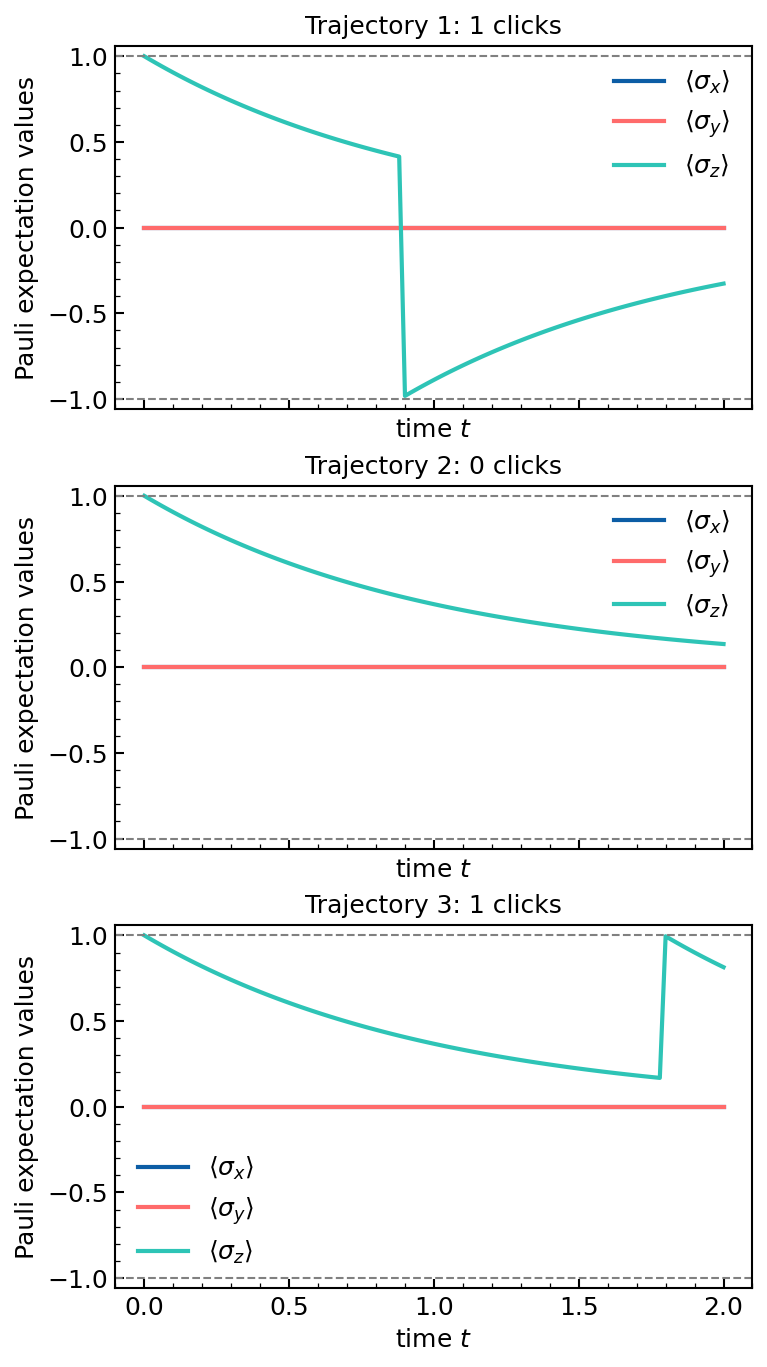 Trajectory 1: 1 clicks
Pauli expectation values
1.0
0.5
0.0
−0.5
−1.0
⟨σx⟩
⟨σy⟩
⟨σz⟩
time t
Trajectory 2: 0 clicks
Pauli expectation values
1.0
0.5
0.0
−0.5
−1.0
⟨σx⟩
⟨σy⟩
⟨σz⟩
time t
Trajectory 3: 1 clicks
Pauli expectation values
1.0
0.5
0.0
−0.5
−1.0
⟨σx⟩
⟨σy⟩
⟨σz⟩
0.0 0.5 1.0 1.5 2.0
time t